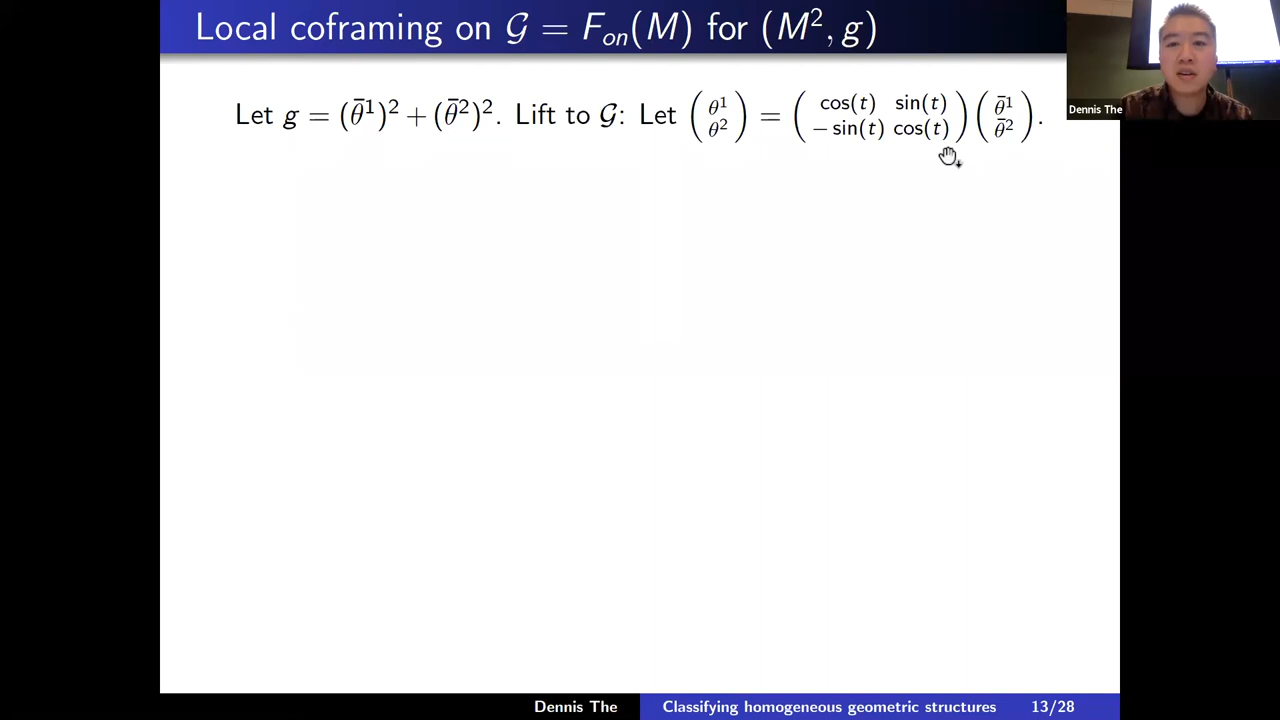 Local coframing on 𝒢 = F_{on}(M) for (M², g)
Dennis The
Let g = (θ̄¹)² + (θ̄²)². Lift to 𝒢: Let (θ¹ θ²) = (cos(t) sin(t) − sin(t) cos(t)) (θ̄¹ θ̄²).
Dennis The Classifying homogeneous geometric structures 13/28